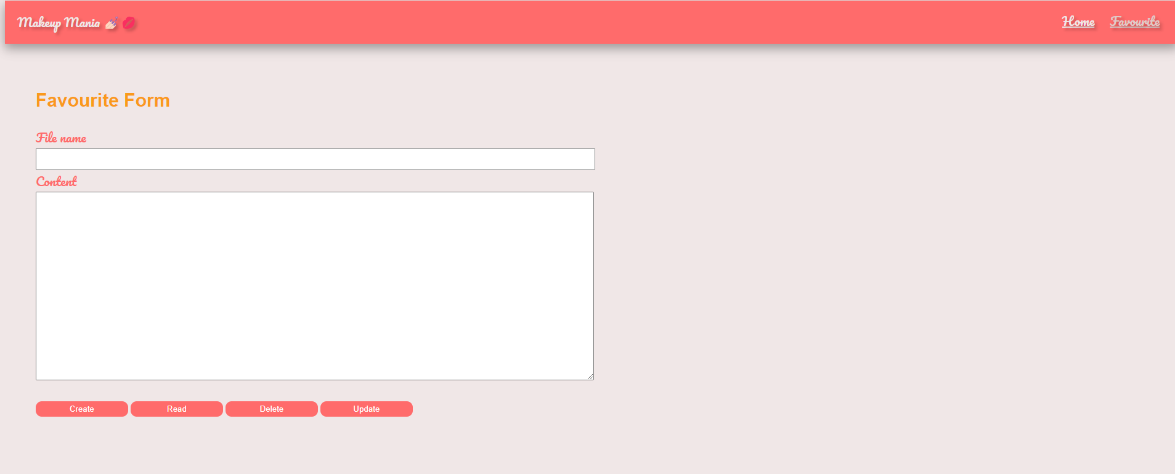 Makeup Mania 💅 💋 Home Favourite
Favourite Form
File name
Content
Create Read Delete Update